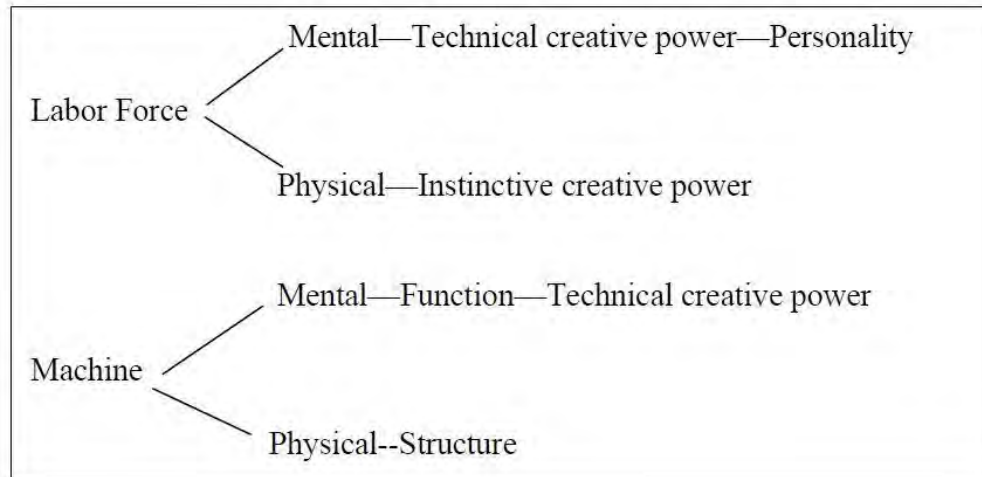 Mental—Technical creative power—Personality
Labor Force
Physical—Instinctive creative power
Mental—Function—Technical creative power
Machine
Physical--Structure